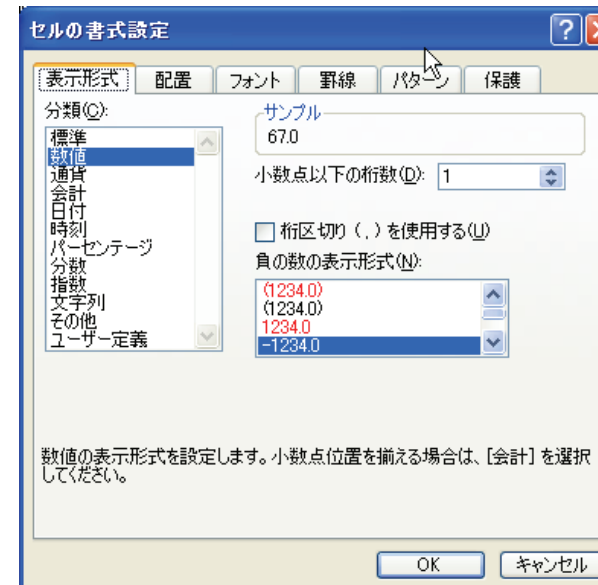 セルの書式設定
?
表示形式 配置 フォント 罫線 パターン 保護
分類(C):
標準
数値
通貨
会計
日付
時刻
パーセンテージ
分数
指数
文字列
その他
ユーザー定義
サンプル
67.0
小数点以下の桁数(D): 1
桁区切り (,) を使用する(U)
負の数の表示形式(N):
(1234.0)
(1234.0)
1234.0
-1234.0
数値の表示形式を設定します。小数点位置を揃える場合は、[会計] を選択
してください。
OK キャンセル